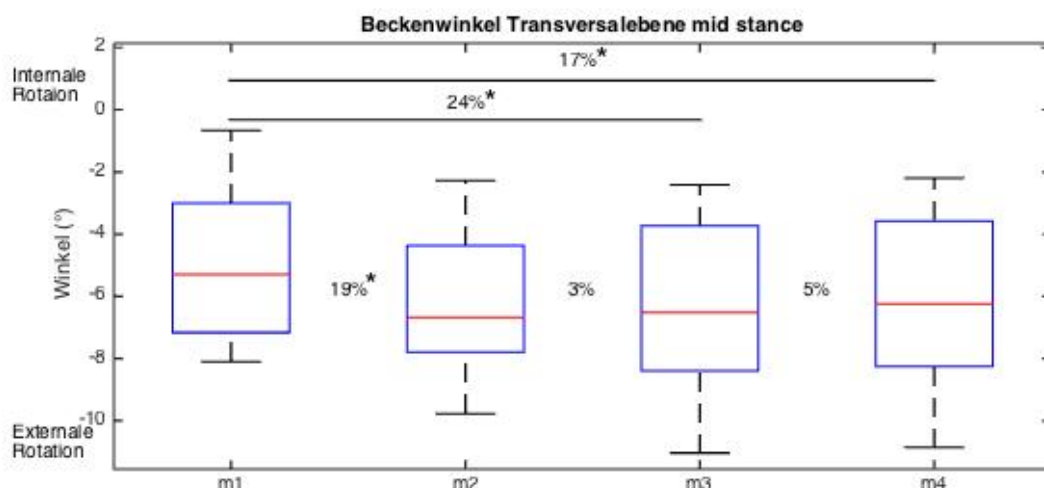 Beckenwinkel Transversalebene mid stance
2
17%*
Internale
Rotaion
0
24%*
-2
-4
Winkel (°)
19%*
3%
5%
-6
-8
-10
Externale
Rotation
m1
m2
m3
m4